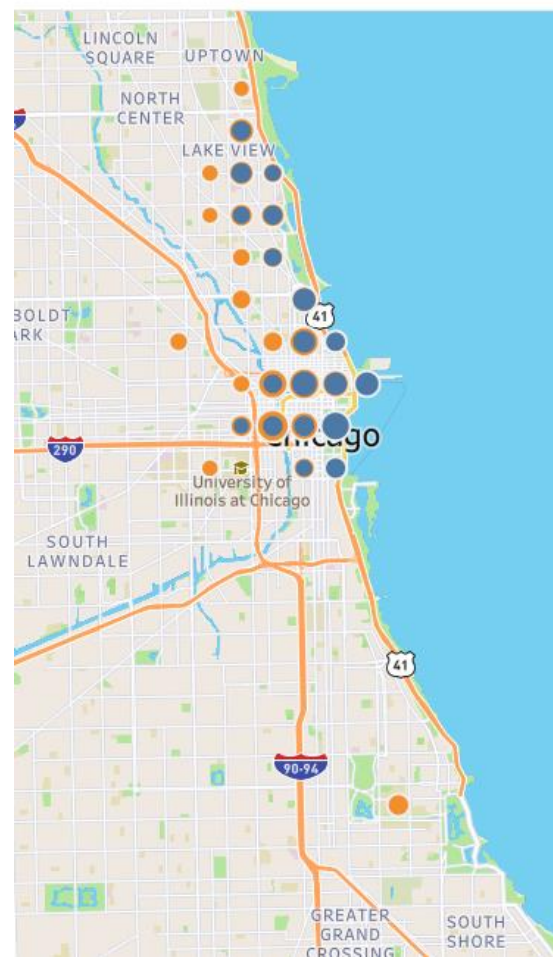 LINCOLN
SQUARE
UPTOWN
NORTH
CENTER
LAKE VIEW
BOLDT
ARK
41
290
Chicago
University of
Illinois at Chicago
SOUTH
LAWNDALE
41
90-94
GREATER
GRAND
CROSSING
SOUTH
SHORE